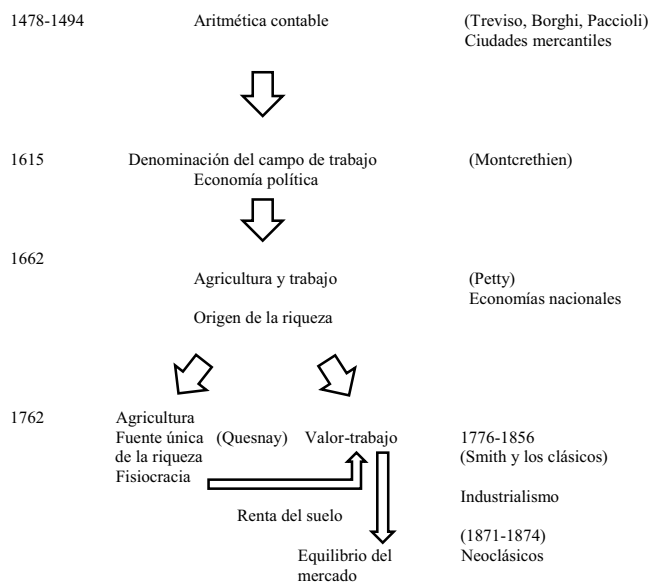 1478-1494 Aritmética contable (Treviso, Borghi, Paccioli)
Ciudades mercantiles
1615 Denominación del campo de trabajo (Montcrethien)
Economía política
1662
Agricultura y trabajo (Petty)
Economías nacionales
Origen de la riqueza
1762 Agricultura
Fuente única (Quesnay) Valor-trabajo 1776-1856
de la riqueza (Smith y los clásicos)
Fisiocracia
Industrialismo
Renta del suelo
(1871-1874)
Equilibrio del Neoclásicos
mercado